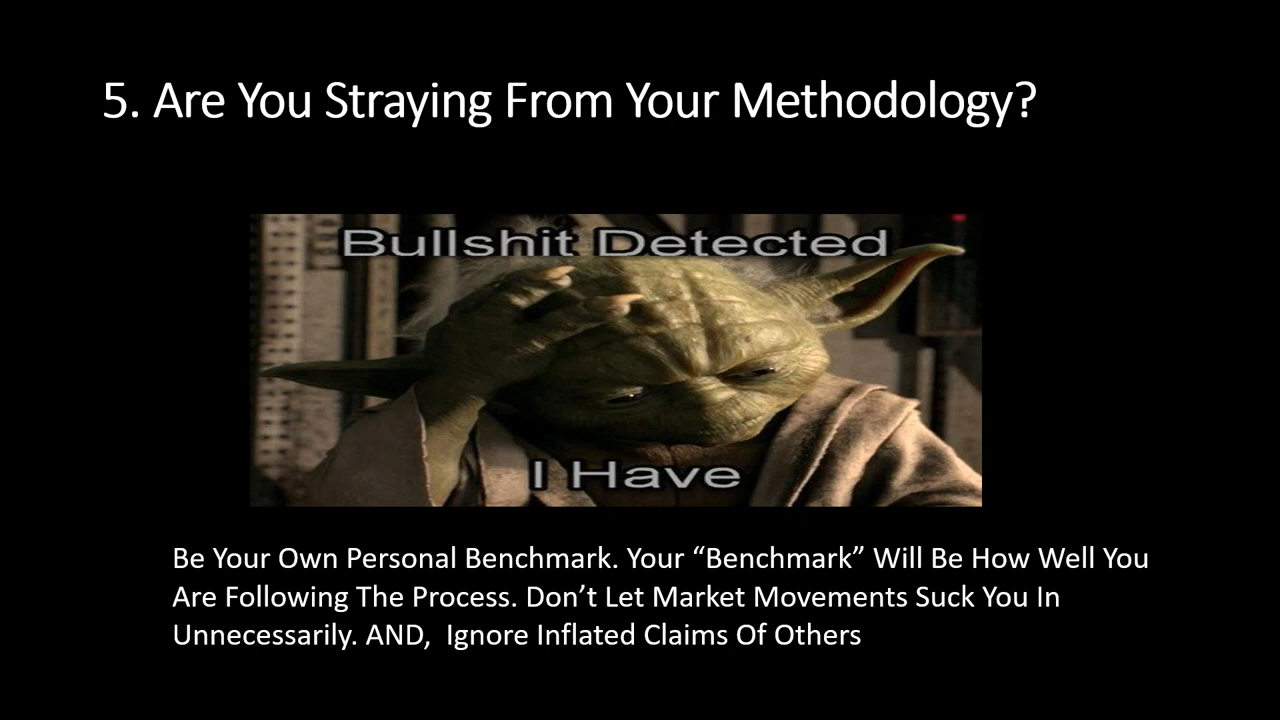 5. Are You Straying From Your Methodology?
Bullshit Detected
I Have
Be Your Own Personal Benchmark. Your “Benchmark” Will Be How Well You
Are Following The Process. Don’t Let Market Movements Suck You In
Unnecessarily. AND,  Ignore Inflated Claims Of Others